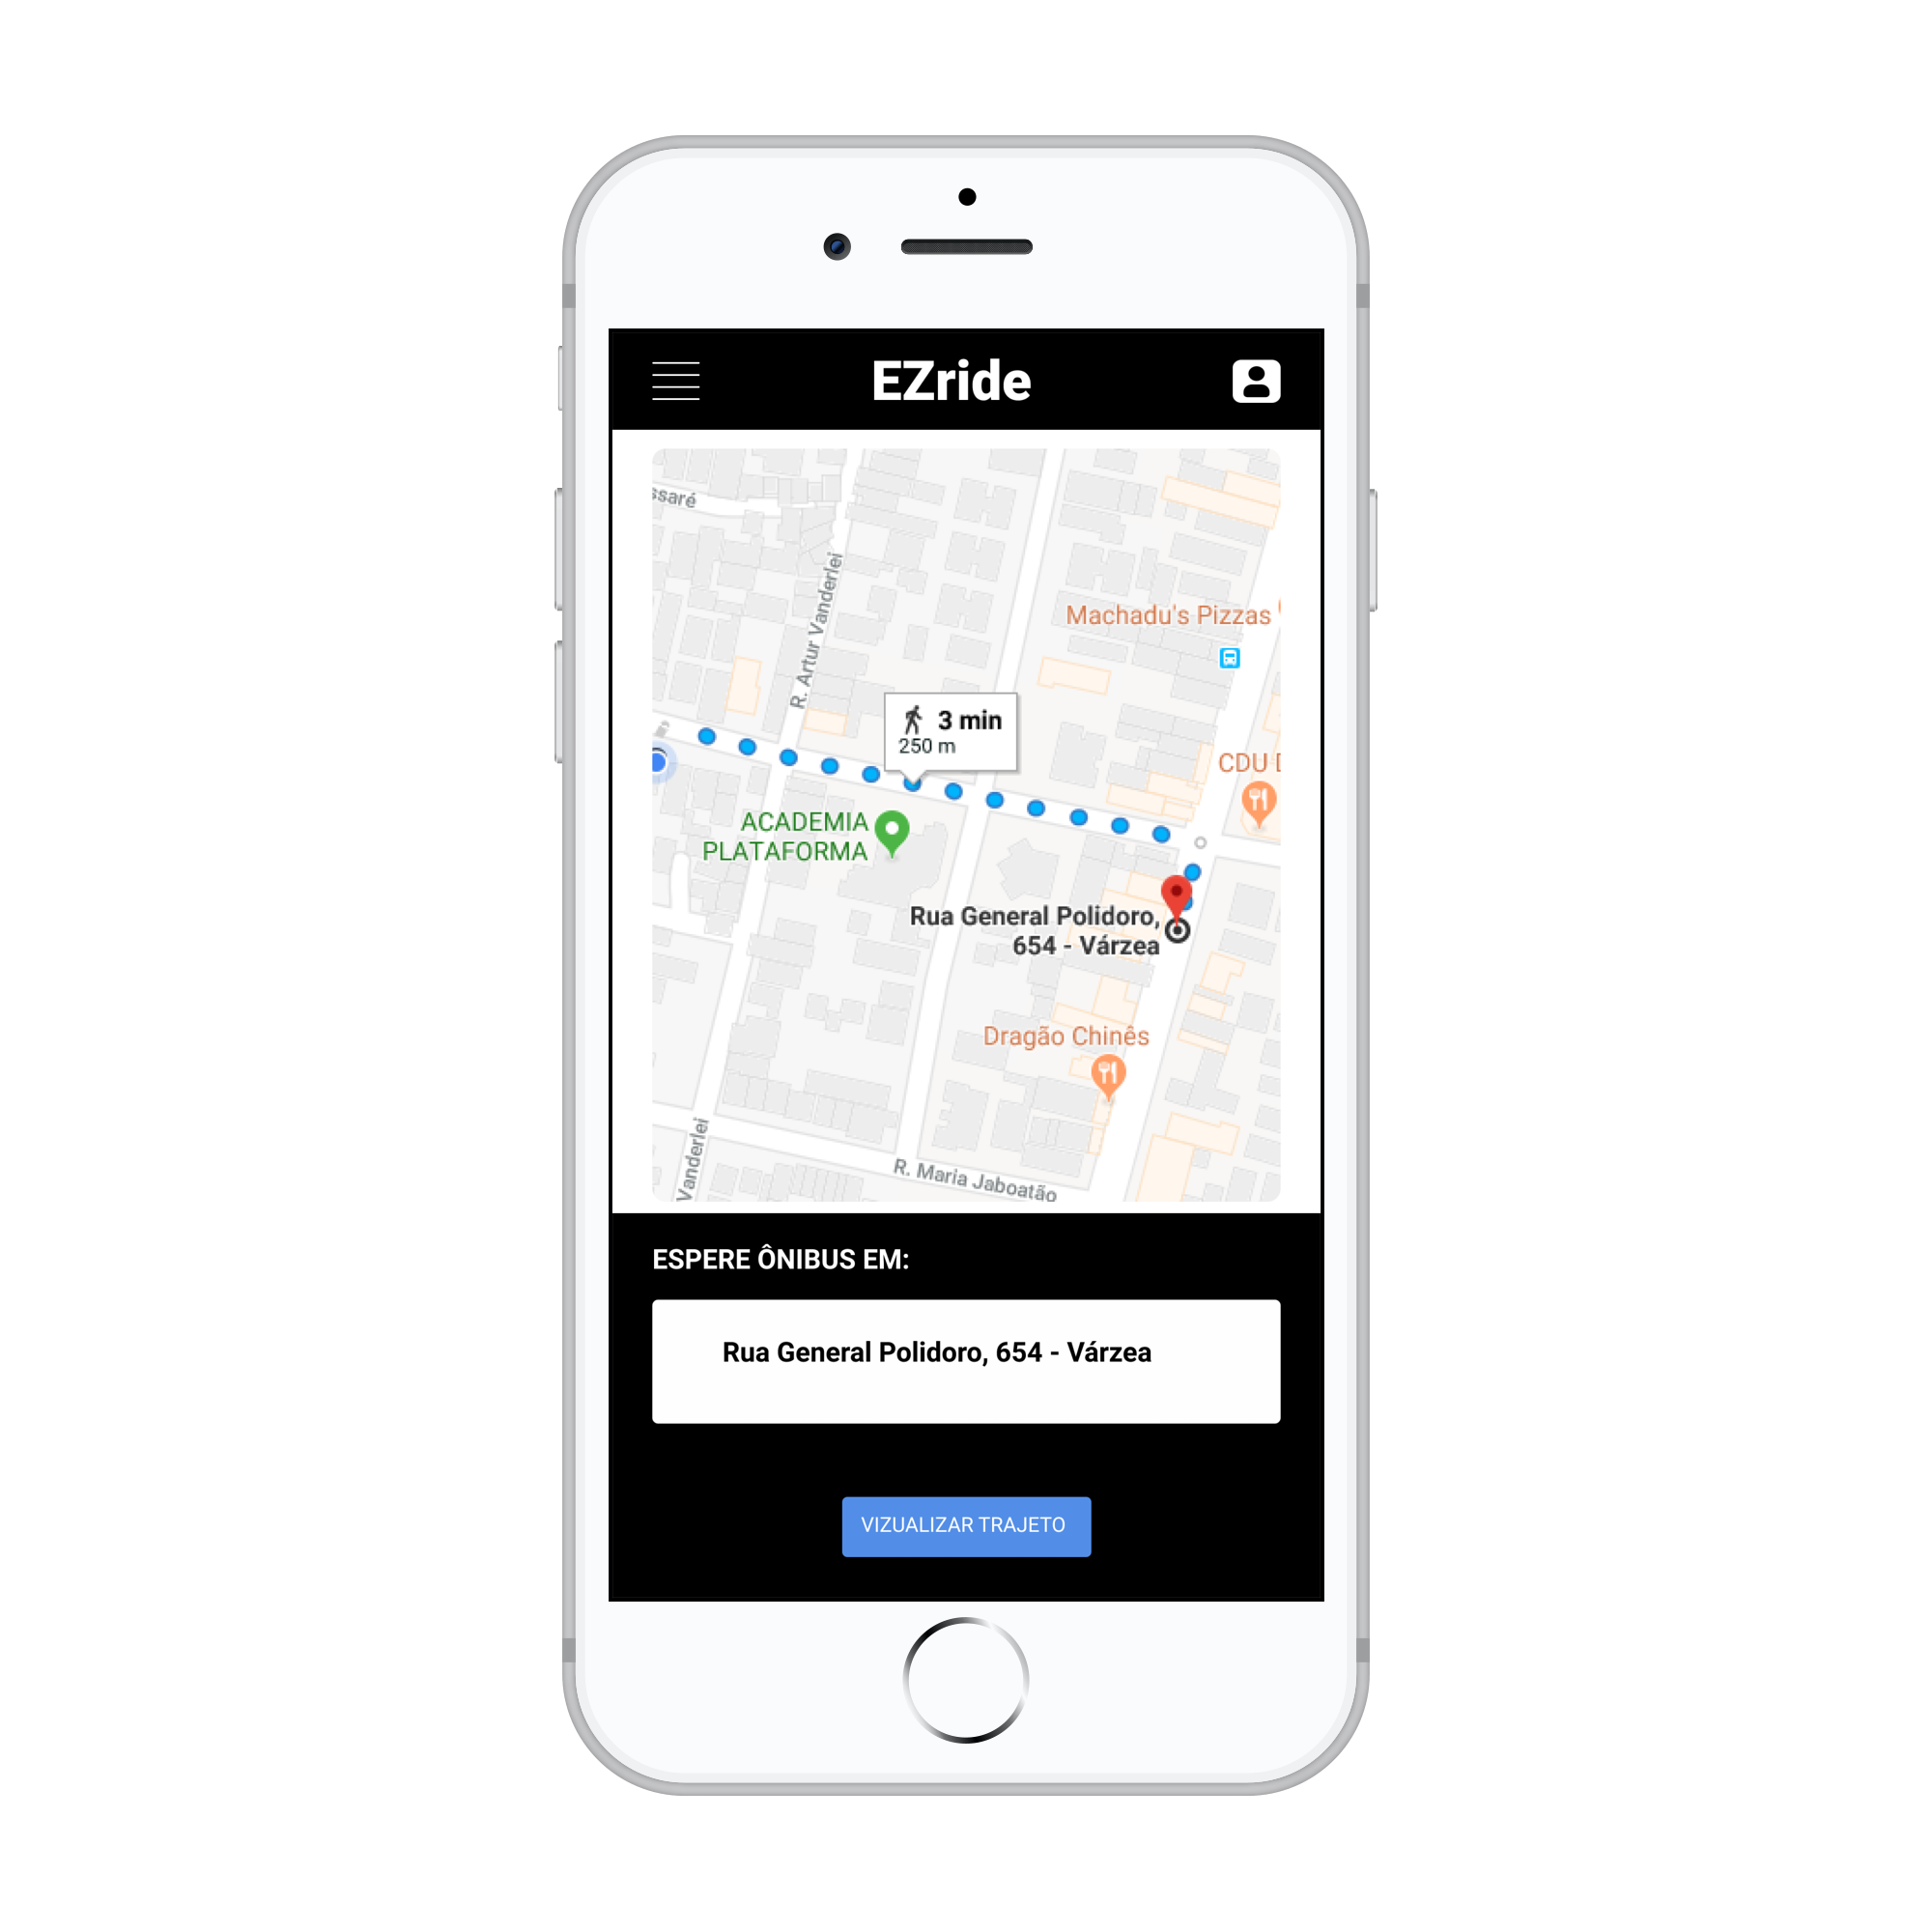 EZride
ssaré
R. Artur Vanderlei
Machadu's Pizzas
3 min
250 m
CDU
ACADEMIA
PLATAFORMA
Rua General Polidoro,
654 - Várzea
Dragão Chinês
Vanderlei
R. Maria Jaboatão
ESPERE ÔNIBUS EM:
Rua General Polidoro, 654 - Várzea
VIZUALIZAR TRAJETO